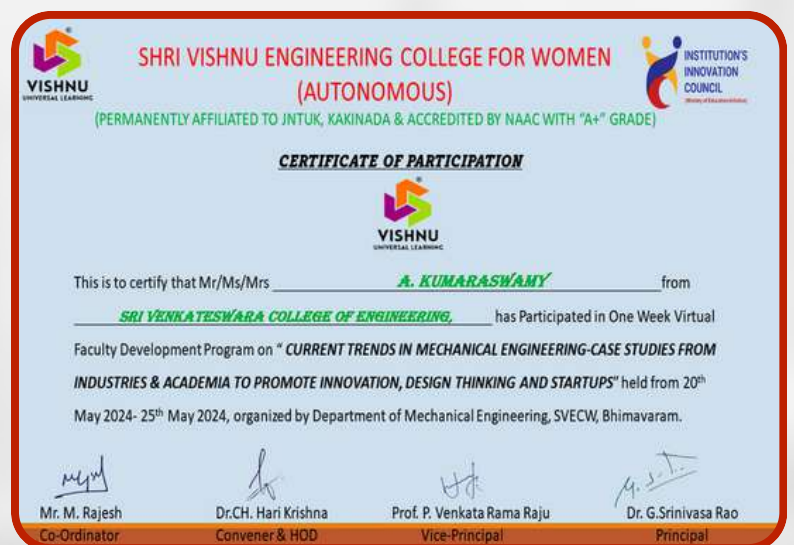 VISHNU
UNIVERSAL LEARNING
SHRI VISHNU ENGINEERING COLLEGE FOR WOMEN
(AUTONOMOUS)
(PERMANENTLY AFFILIATED TO JNTUK, KAKINADA & ACCREDITED BY NAAC WITH "A+" GRADE)
INSTITUTION'S
INNOVATION
COUNCIL
(Ministry of Education Initiative)
CERTIFICATE OF PARTICIPATION
VISHNU
UNIVERSAL LEARNING
This is to certify that Mr/Ms/Mrs A. KUMARASWAMY from
SRI VENKATESWARA COLLEGE OF ENGINEERING, has Participated in One Week Virtual
Faculty Development Program on " CURRENT TRENDS IN MECHANICAL ENGINEERING-CASE STUDIES FROM
INDUSTRIES & ACADEMIA TO PROMOTE INNOVATION, DESIGN THINKING AND STARTUPS" held from 20th
May 2024- 25th May 2024, organized by Department of Mechanical Engineering, SVECW, Bhimavaram.
Mr. M. Rajesh
Co-Ordinator
Dr.CH. Hari Krishna
Convener & HOD
Prof. P. Venkata Rama Raju
Vice-Principal
Dr. G.Srinivasa Rao
Principal